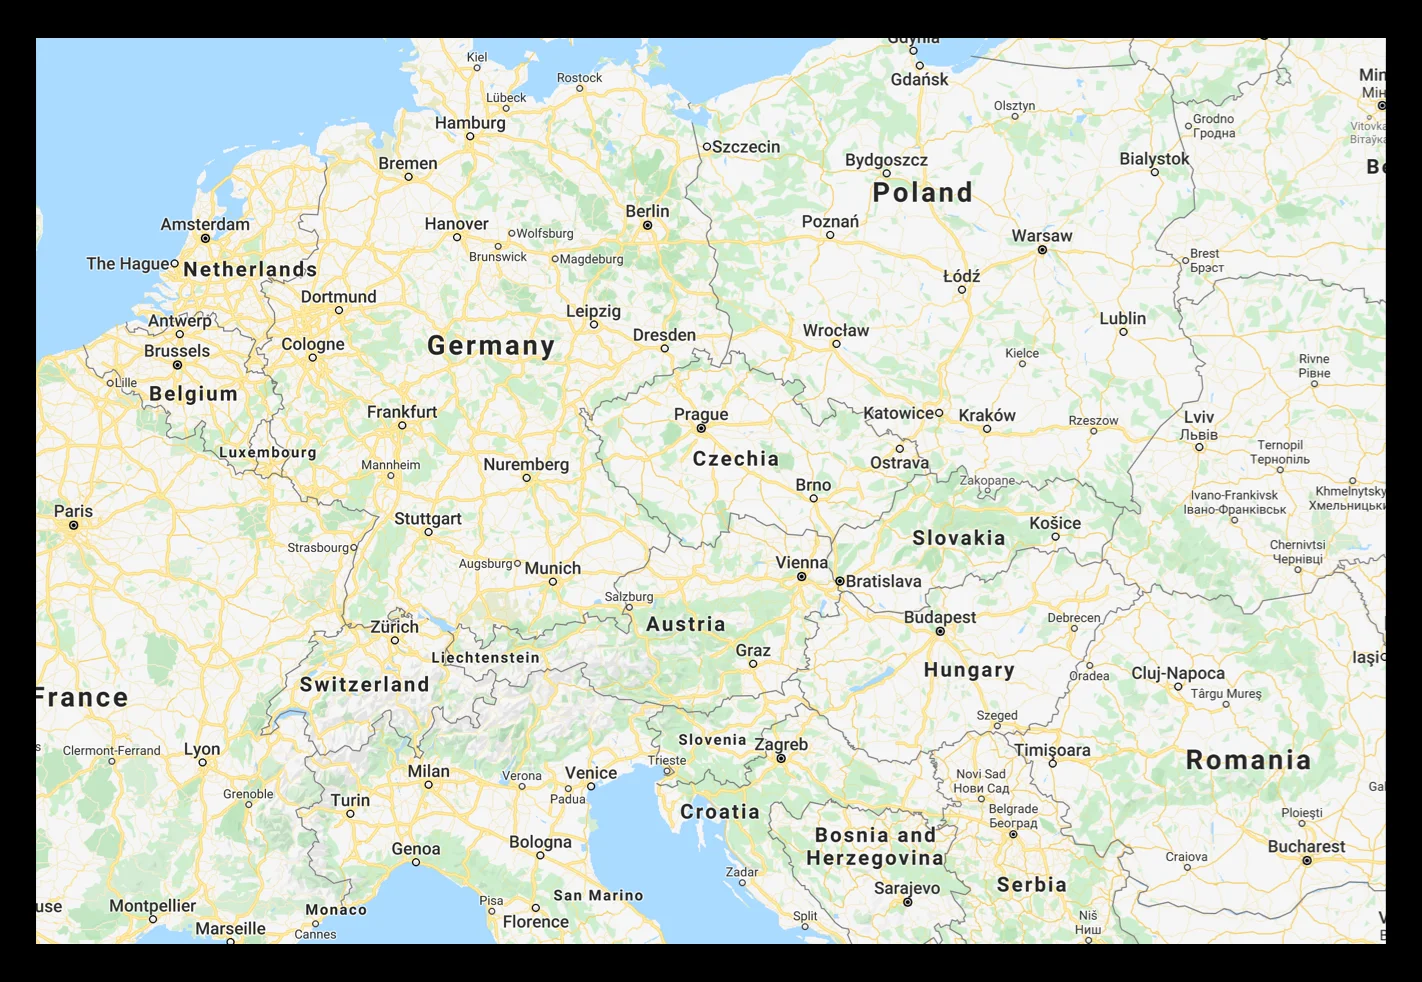 Gdynia
Kiel
Gdańsk
Min
Мін
Rostock
Lübeck
Olsztyn
Hamburg
Grodno
Гродна
Vitovka
Вітаўка
Szczecin
Bremen
Bydgoszcz
Bialystok
Be
Poland
Amsterdam
Hanover
Wolfsburg
Berlin
Poznań
Warsaw
Brunswick
Magdeburg
Brest
Брэст
The Hague
Netherlands
Łódź
Dortmund
Leipzig
Antwerp
Dresden
Wrocław
Lublin
Brussels
Cologne
Germany
Kielce
Rivne
Рівне
Lille
Belgium
Frankfurt
Prague
Katowice
Kraków
Rzeszow
Lviv
Львів
Luxembourg
Mannheim
Nuremberg
Czechia
Ostrava
Ternopil
Тернопіль
Brno
Zakopane
Ivano-Frankivsk
Івано-Франківськ
Khmelnytsky
Хмельницьки
Paris
Stuttgart
Slovakia
Košice
Strasbourg
Augsburg
Munich
Vienna
Bratislava
Chernivtsi
Чернівці
Salzburg
Zürich
Austria
Budapest
Debrecen
Liechtenstein
Graz
Hungary
Oradea
Cluj-Napoca
Iași
France
Switzerland
Târgu Mureș
Szeged
s
Clermont-Ferrand
Lyon
Slovenia
Zagreb
Timișoara
Romania
Trieste
Grenoble
Milan
Verona
Venice
Padua
Novi Sad
Нови Сад
Gal
Turin
Croatia
Belgrade
Београд
Ploiești
Genoa
Bologna
Bosnia and
Herzegovina
Craiova
Bucharest
Zadar
Sarajevo
Serbia
use
Montpellier
Monaco
Pisa
San Marino
Florence
Split
Niš
Ниш
Marseille
Cannes